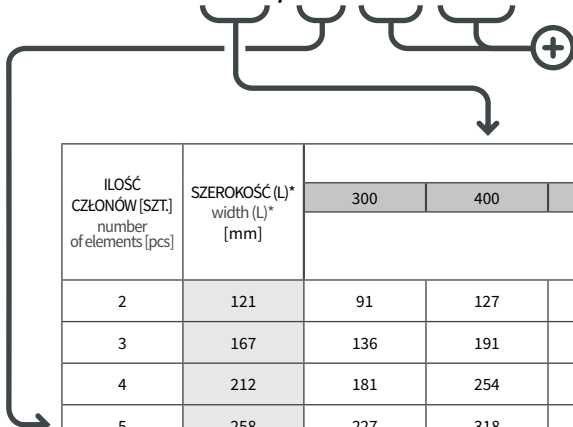 ILOŚĆ
CZŁONÓW [SZT.]
number
of elements [pcs]
SZEROKOŚĆ (L)*
width (L)*
[mm]
300 400
2 121 91 127
3 167 136 191
4 212 181 254
5 258 227 318